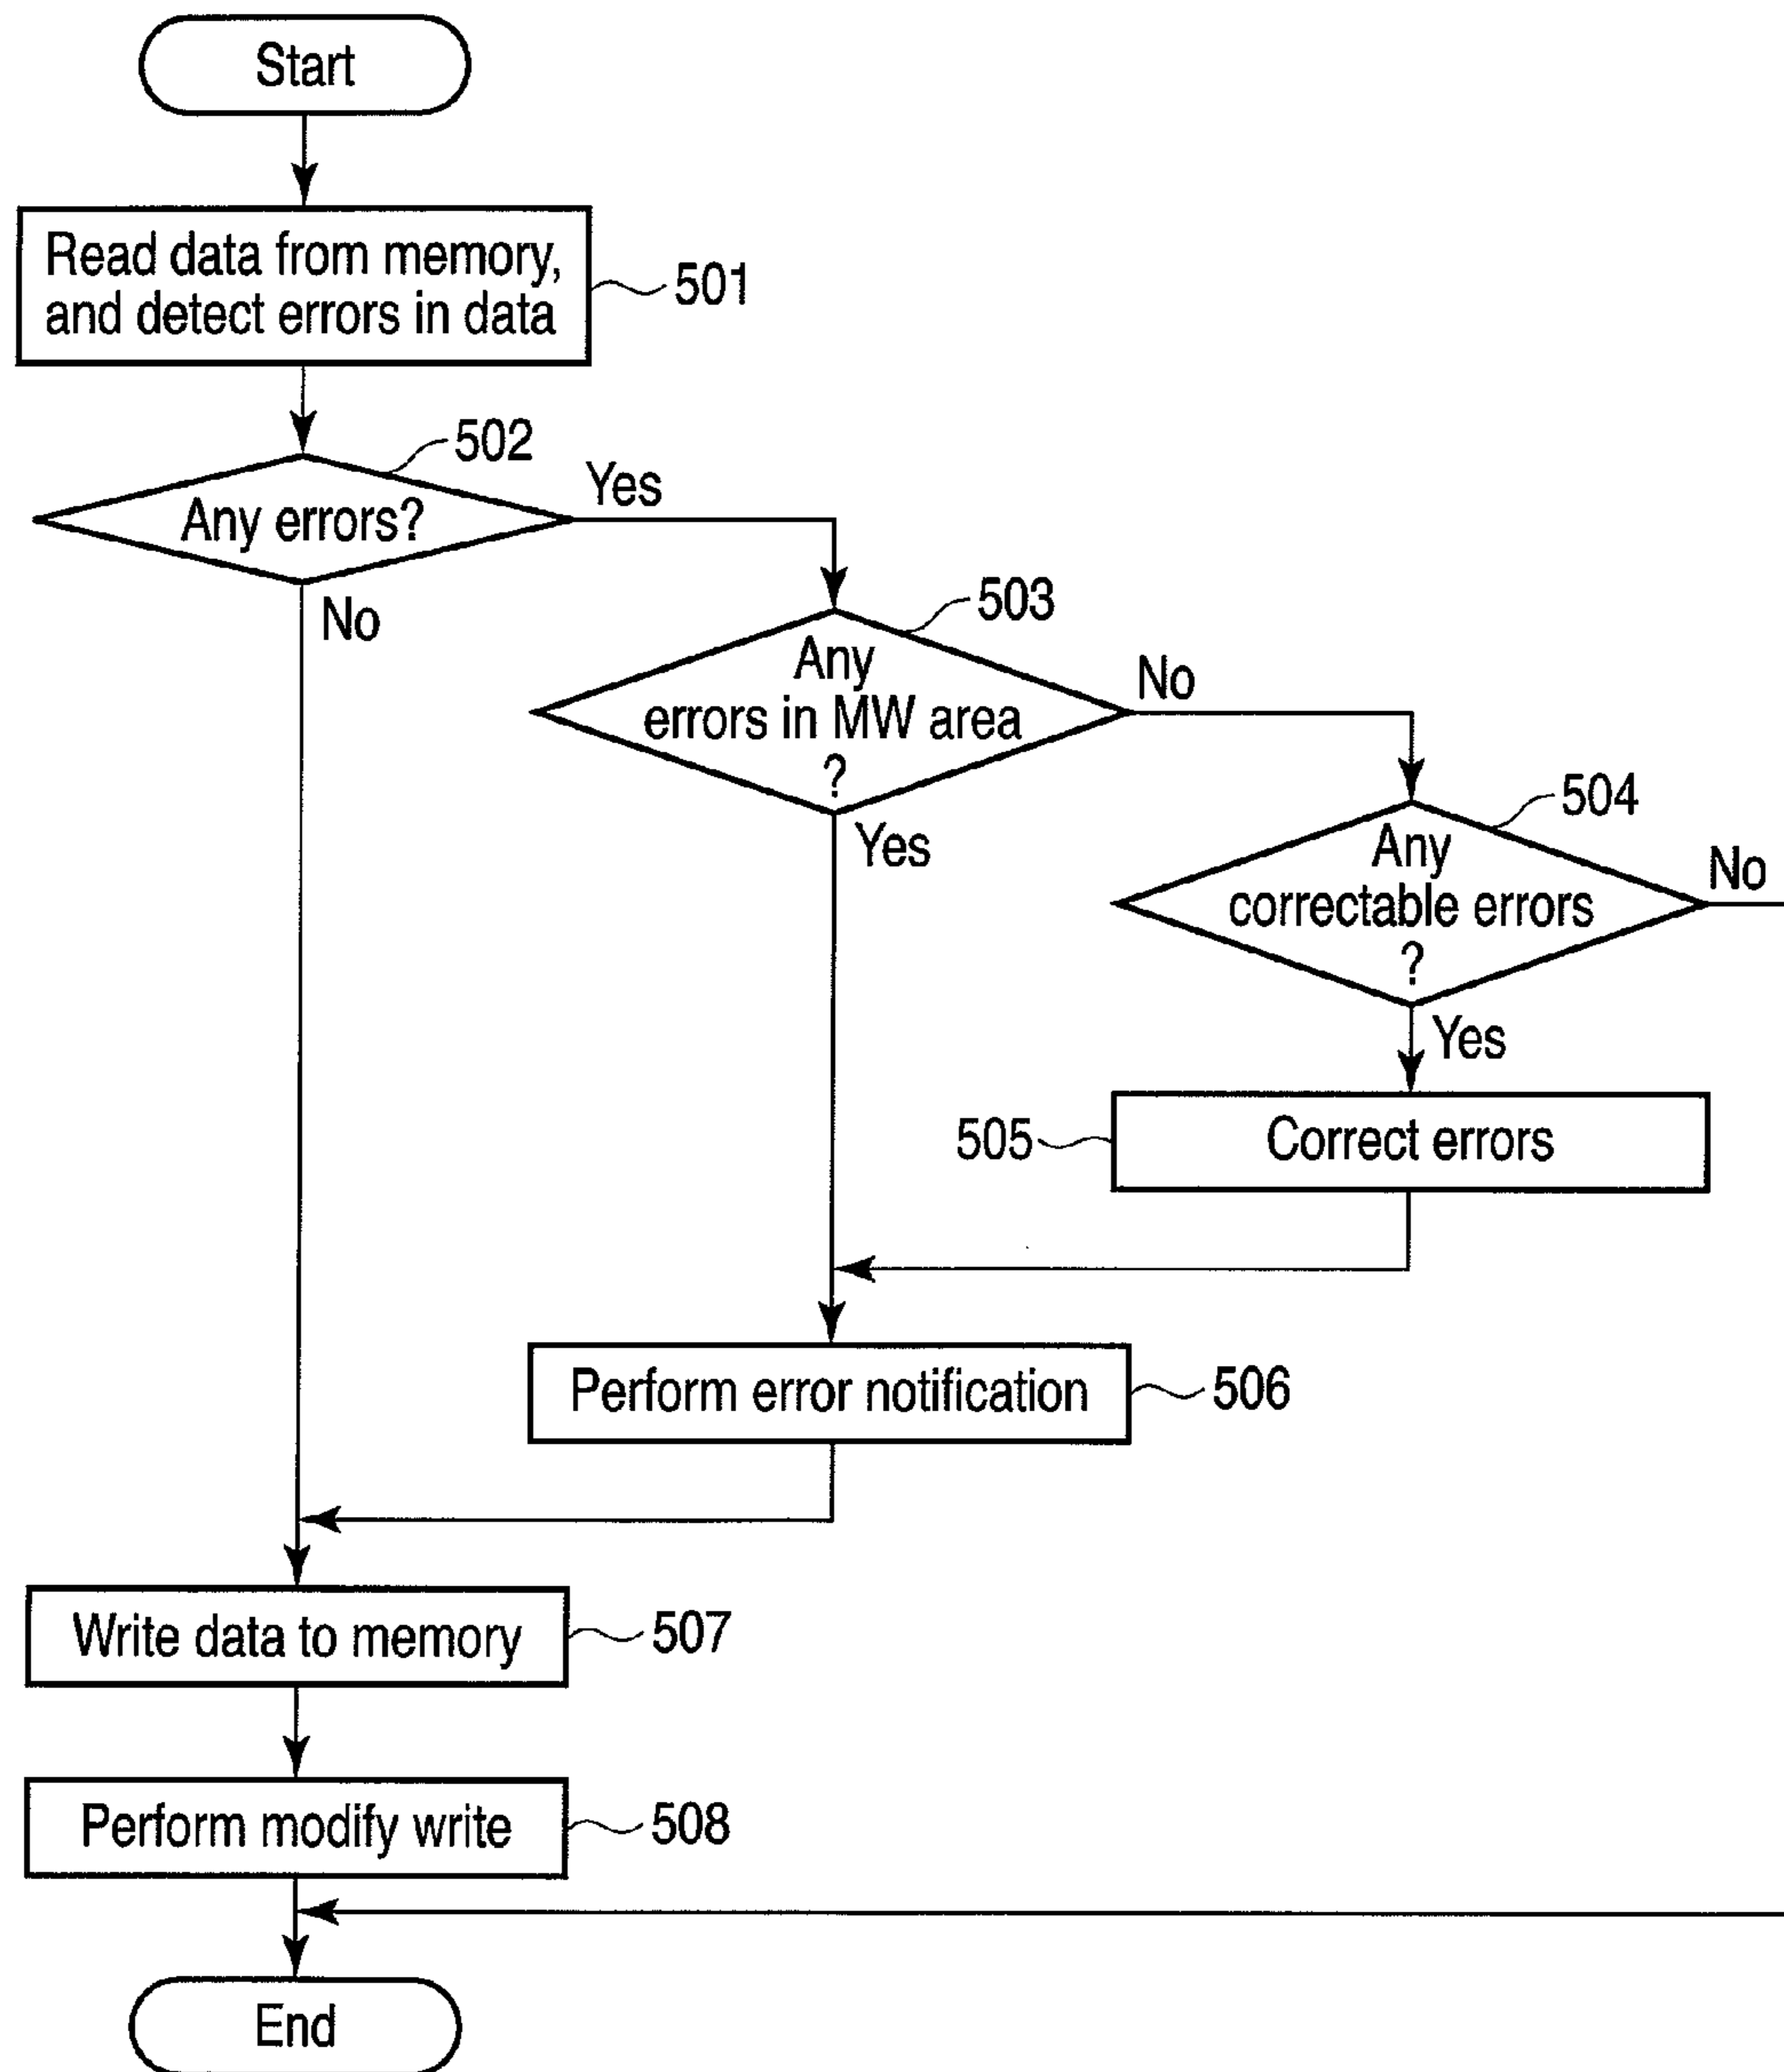 Start
Read data from memory,
and detect errors in data
501
502
Any errors?
Yes
No
503
Any
errors in MW area
?
No
Yes
504
Any
correctable errors
?
No
Yes
505
Correct errors
Perform error notification
506
Write data to memory
507
Perform modify write
508
End